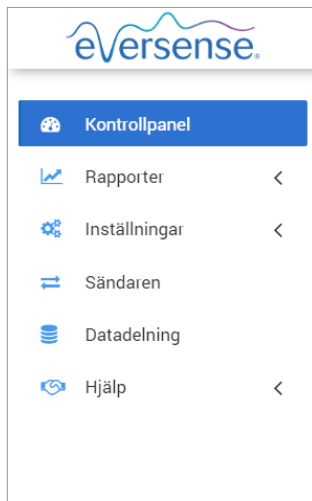 eversense®
Kontrollpanel
Rapporter
Inställningar
Sändaren
Datadelning
Hjälp